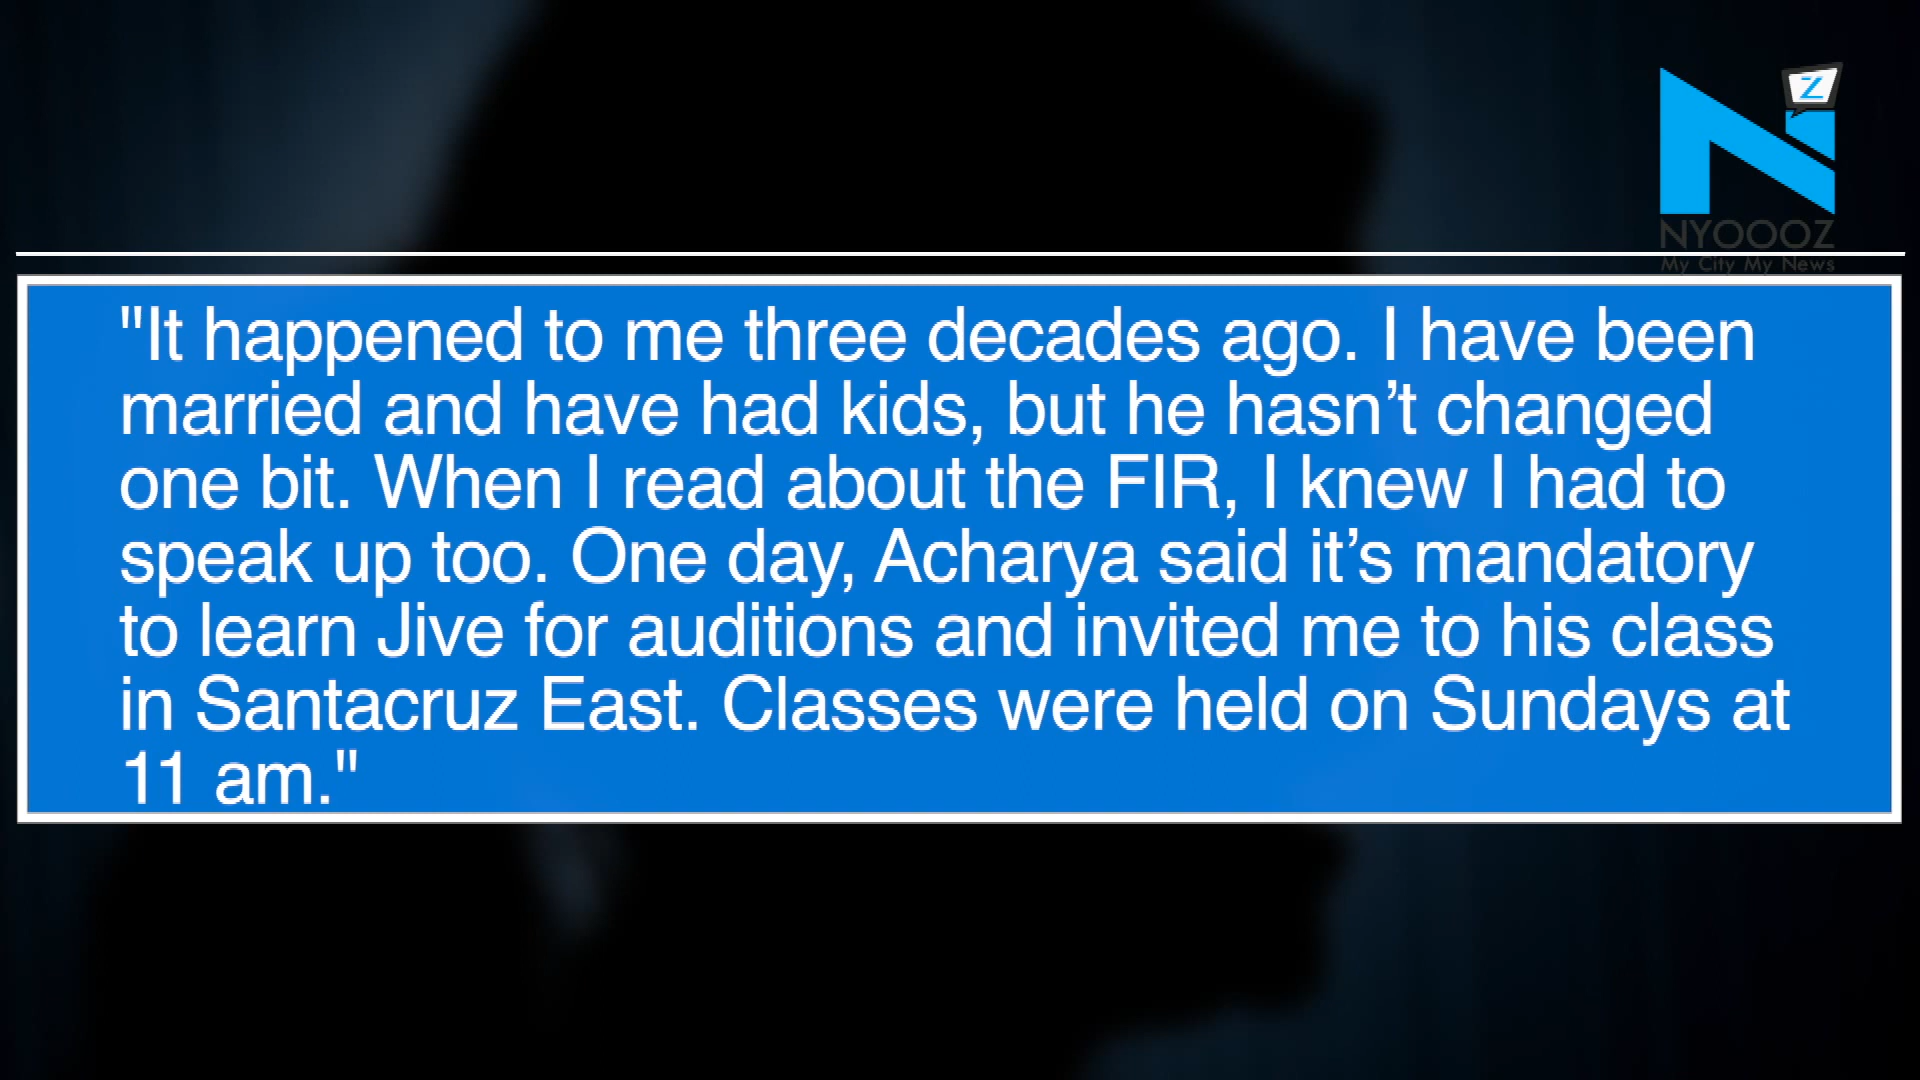 Z
NYOOOZ
My City My News
"It happened to me three decades ago. I have been
married and have had kids, but he hasn’t changed
one bit. When I read about the FIR, I knew I had to
speak up too. One day, Acharya said it’s mandatory
to learn Jive for auditions and invited me to his class
in Santacruz East. Classes were held on Sundays at
11 am."